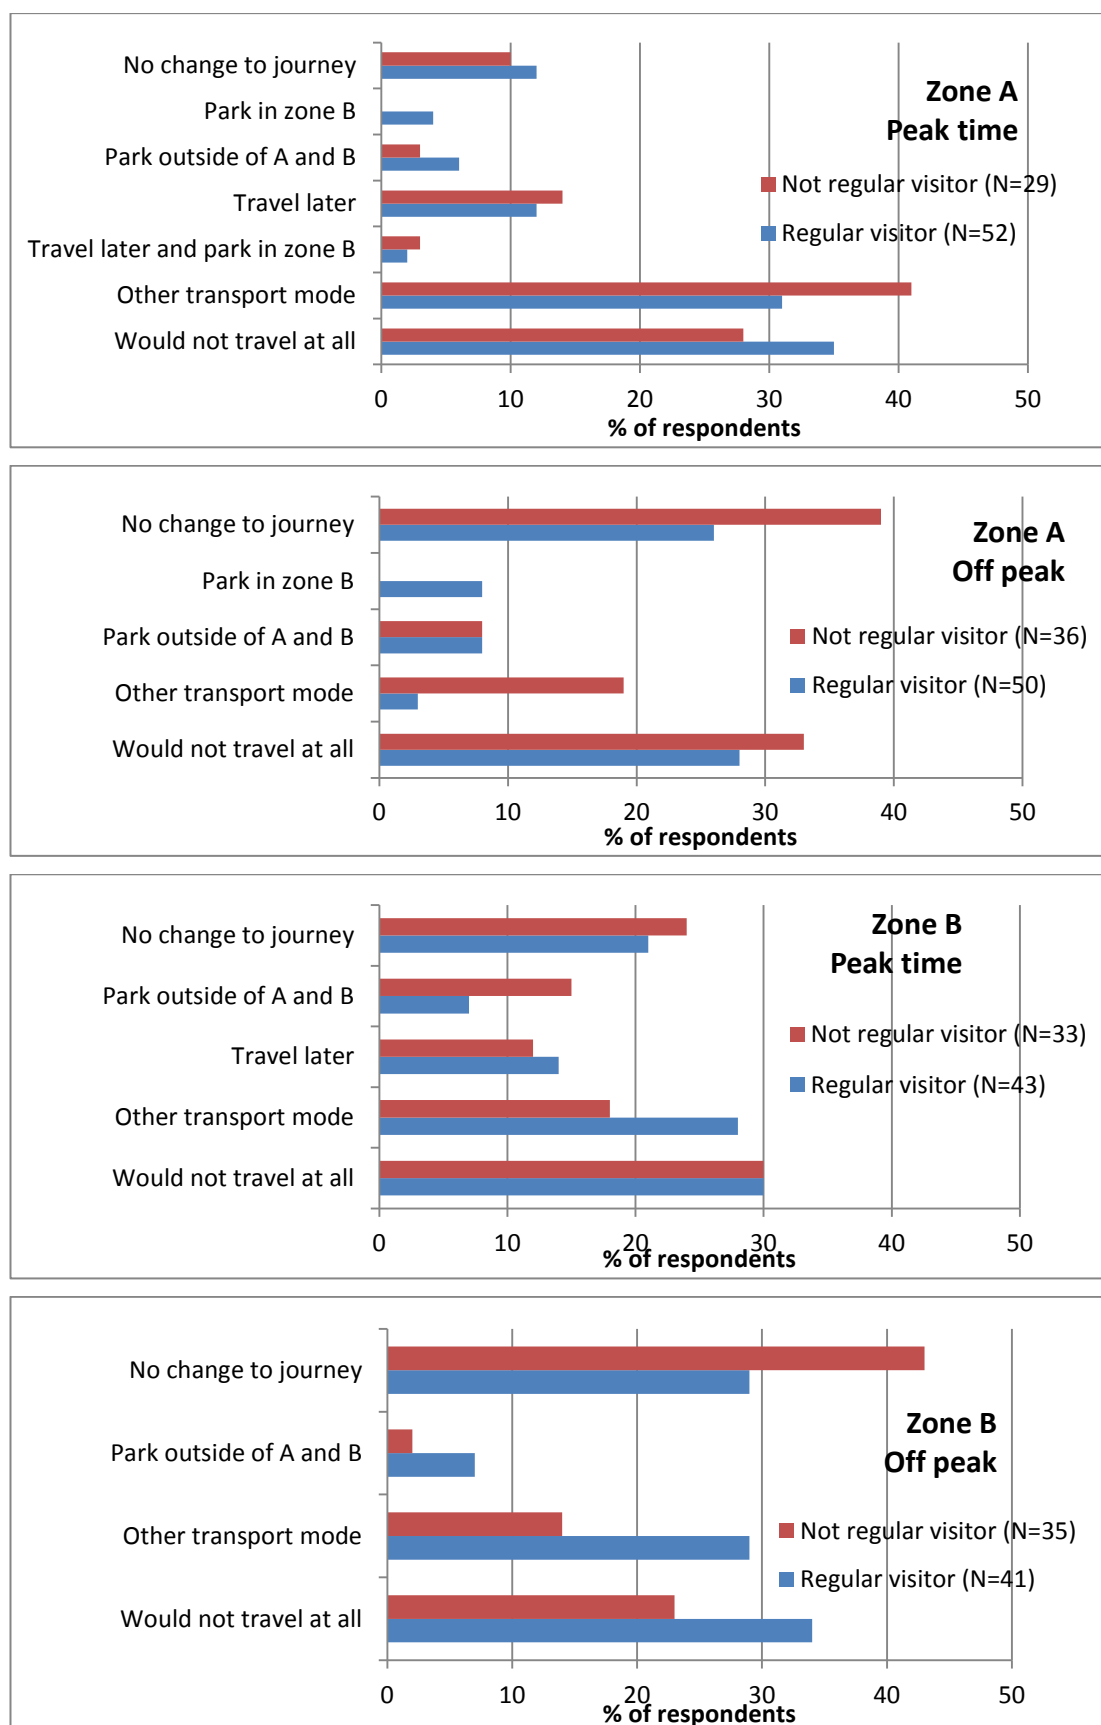 Zone A
Peak time
No change to journey
Park in zone B
Park outside of A and B
Travel later
Travel later and park in zone B
Other transport mode
Would not travel at all
Not regular visitor (N=29)
Regular visitor (N=52)
0 10 20 30 40 50
% of respondents
Zone A
Off peak
No change to journey
Park in zone B
Park outside of A and B
Other transport mode
Would not travel at all
Not regular visitor (N=36)
Regular visitor (N=50)
0 10 20 30 40 50
% of respondents
Zone B
Peak time
No change to journey
Park outside of A and B
Travel later
Other transport mode
Would not travel at all
Not regular visitor (N=33)
Regular visitor (N=43)
0 10 20 30 40 50
% of respondents
Zone B
Off peak
No change to journey
Park outside of A and B
Other transport mode
Would not travel at all
Not regular visitor (N=35)
Regular visitor (N=41)
0 10 20 30 40 50
% of respondents